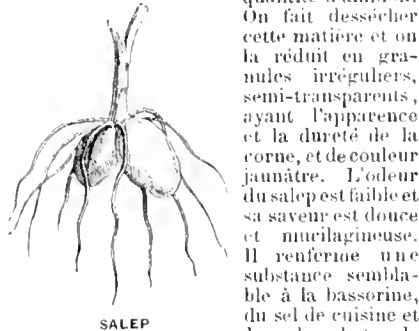 On fait dessécher
cette matière et on
la réduit en gra-
nules irréguliers,
semi-transparents,
ayant l'apparence
et la dureté de la
corne, et de couleur
jaunâtre. L'odeur
du salep est faible et
sa saveur est douce
et mucilagineuse.
Il renferme une
substance sembla-
ble à la bassorine,
du sel de cuisine et
SALEP